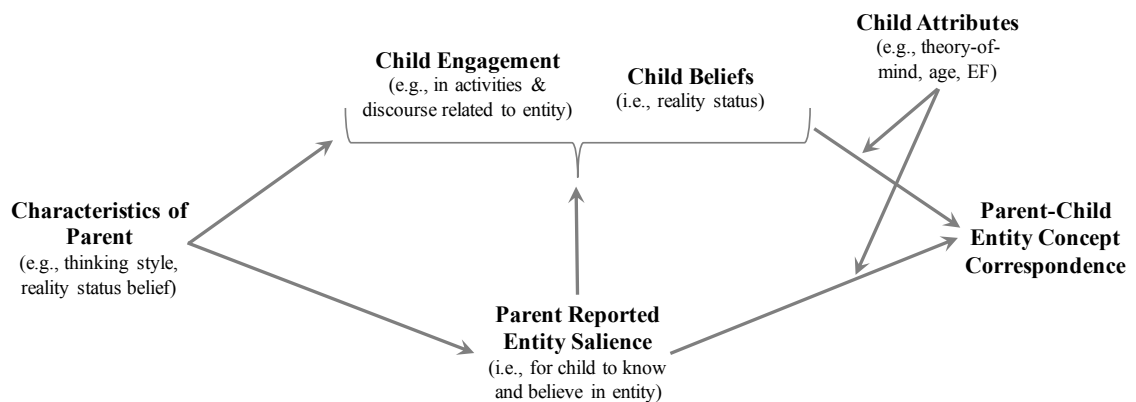 Child Attributes
(e.g., theory-of-
mind, age, EF)
Child Engagement
(e.g., in activities &
discourse related to entity)
Child Beliefs
(i.e., reality status)
Characteristics of
Parent
(e.g., thinking style,
reality status belief)
Parent-Child
Entity Concept
Correspondence
Parent Reported
Entity Salience
(i.e., for child to know
and believe in entity)